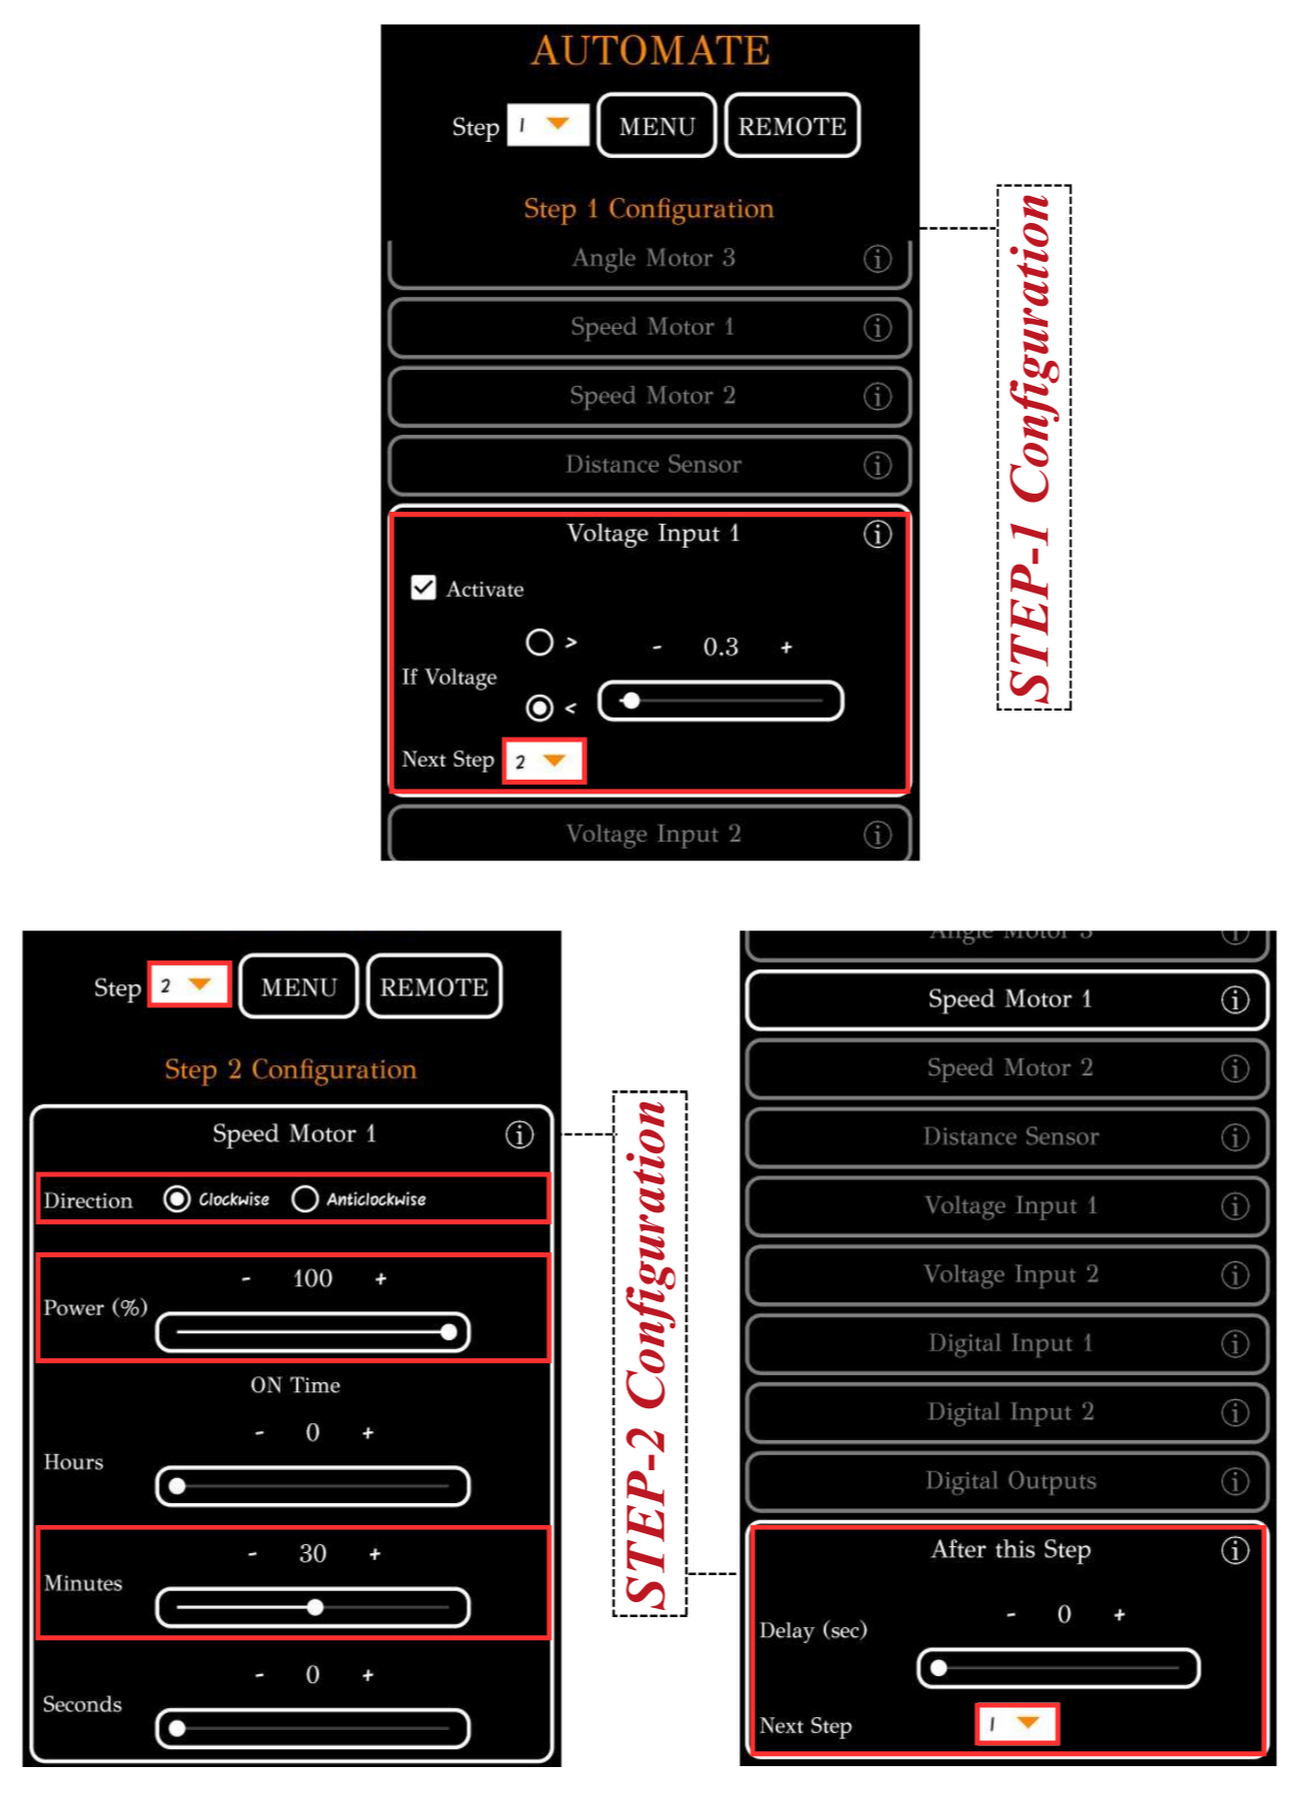 AUTOMATE
Step 1 MENU REMOTE
Step 1 Configuration
Angle Motor 3
Speed Motor 1
Speed Motor 2
Distance Sensor
Voltage Input 1
Activate
> - 0.3 +
If Voltage
<
Next Step 2
Voltage Input 2
STEP-1 Configuration
Step 2 MENU REMOTE
Step 2 Configuration
Speed Motor 1
Direction Clockwise Anticlockwise
- 100 +
Power (%)
ON Time
- 0 +
Hours
- 30 +
Minutes
- 0 +
Seconds
STEP-2 Configuration
Angle Motor 3
Speed Motor 1
Speed Motor 2
Distance Sensor
Voltage Input 1
Voltage Input 2
Digital Input 1
Digital Input 2
Digital Outputs
After this Step
- 0 +
Delay (sec)
Next Step 1